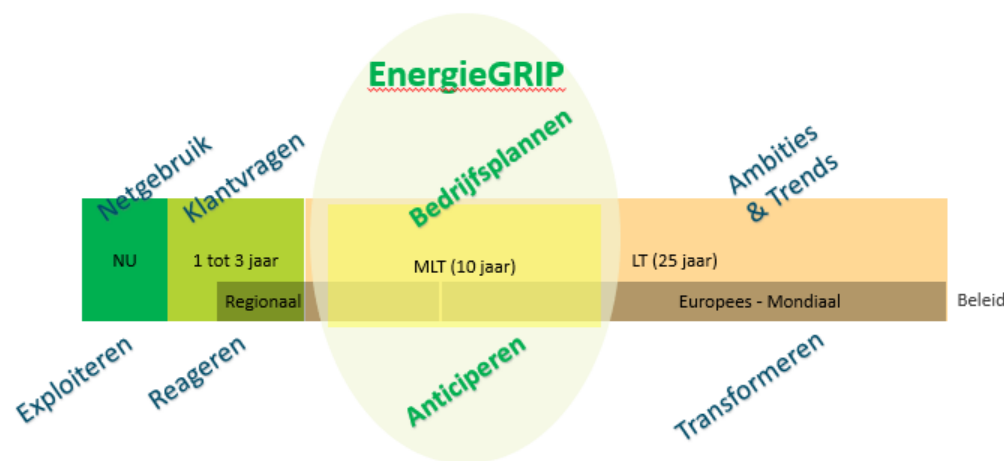 EnergieGRIP
Netgebruik
Klantvragen
Bedrijfsplannen
Ambities
& Trends
NU
1 tot 3 jaar
MLT (10 jaar)
LT (25 jaar)
Regionaal
Europees - Mondiaal
Beleid
Exploiteren
Reageren
Anticiperen
Transformeren